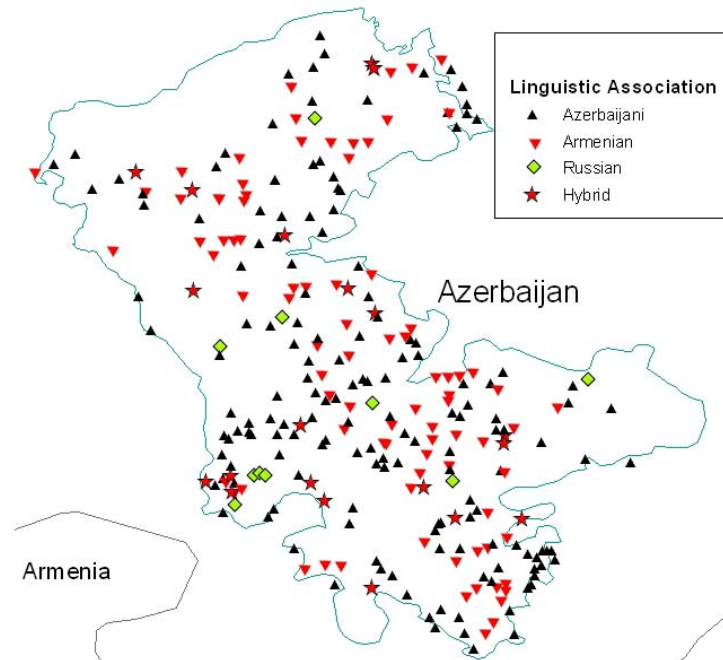 Linguistic Association
Azerbaijani
Armenian
Russian
Hybrid
Azerbaijan
Armenia